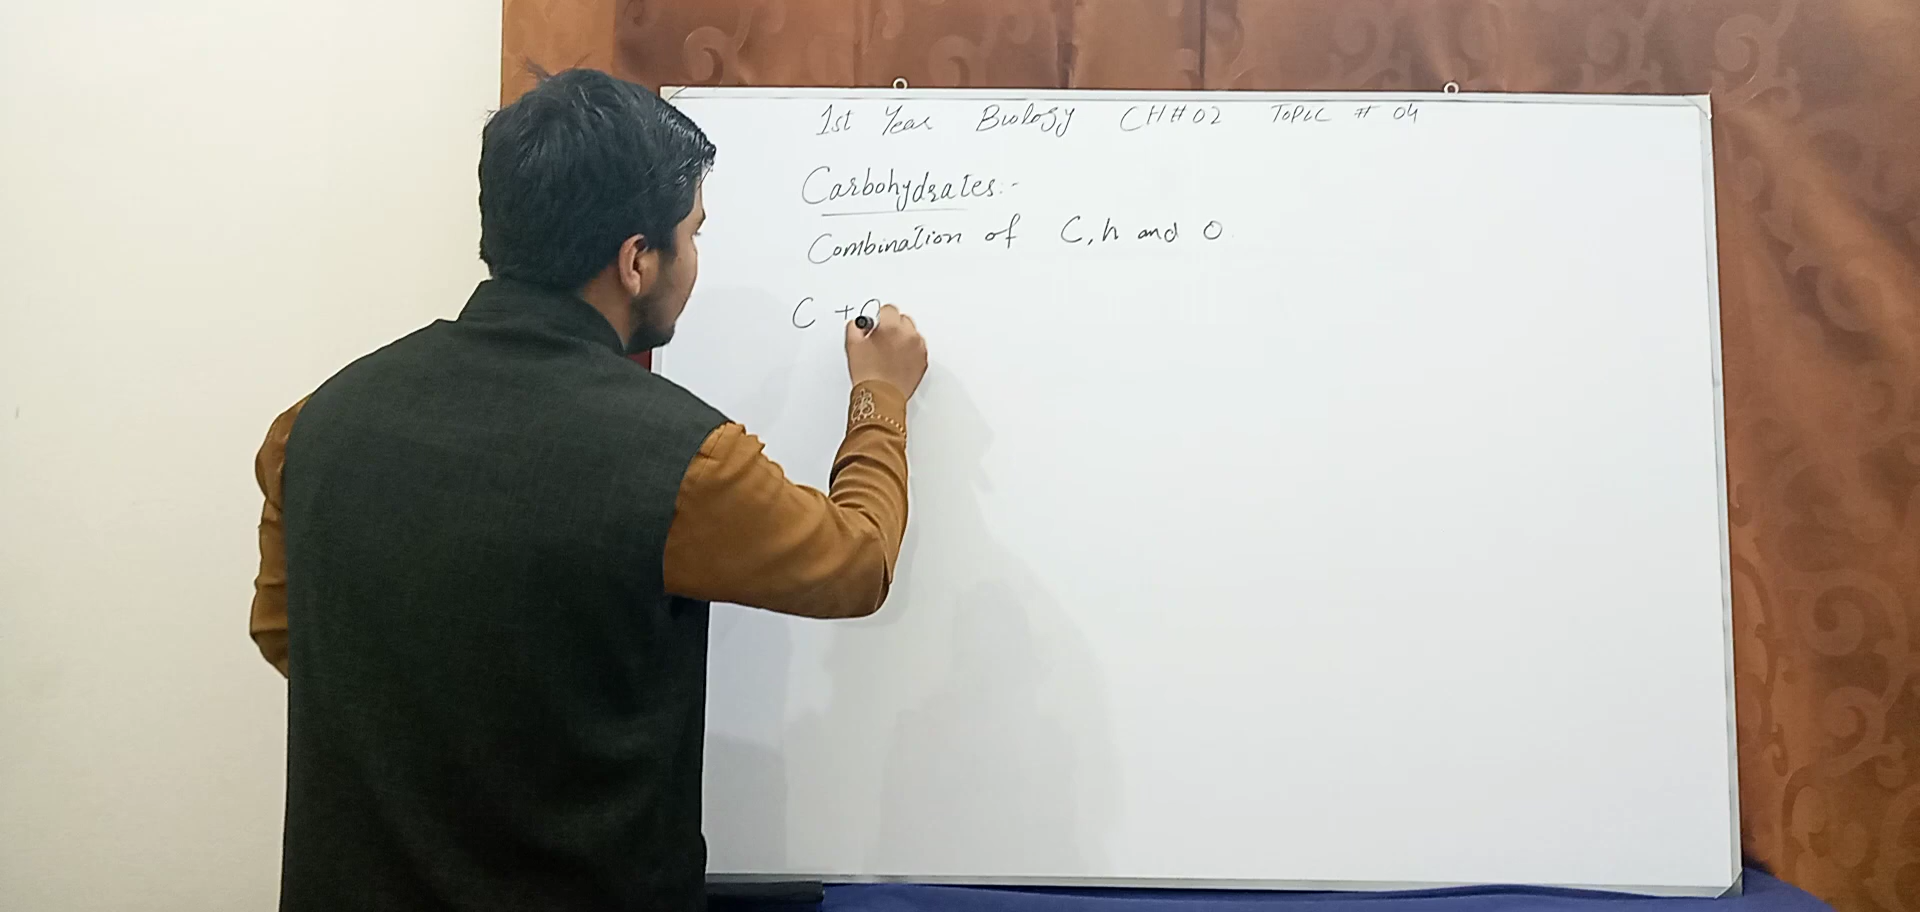 1st Year Biology CH#02 Topic # 04
Carbohydrates:-
Combination of C, h and O
C +